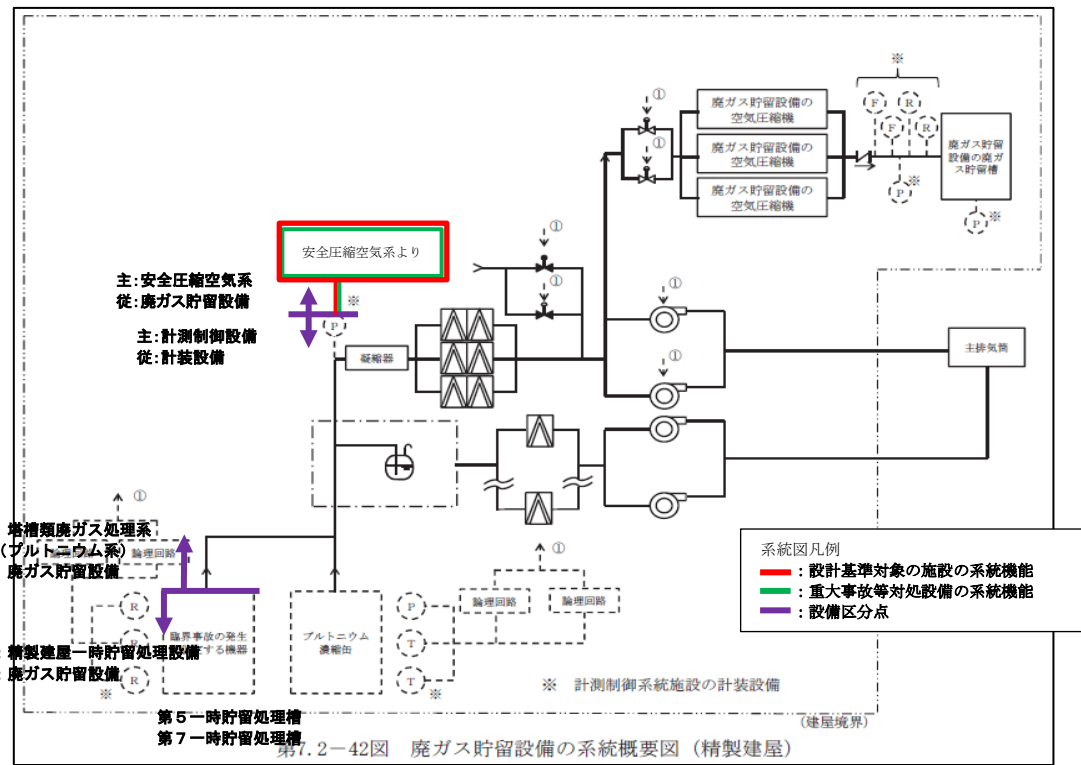 ※
①
F
R
F
R
廃ガス貯留設備の
空気圧縮機
廃ガス貯留設備の
空気圧縮機
廃ガス貯留設備の
空気圧縮機
①
廃ガス貯留
設備の廃ガ
ス貯留槽
P
※
P
※
安全圧縮空気系より
主:安全圧縮空気系
従:廃ガス貯留設備
※
P
主:計測制御設備
従:計装設備
①
①
凝縮器
①
①
主排気筒
①
塔槽類廃ガス処理系
(プルトニウム系)
論理回路
廃ガス貯留設備
①
論理回路
論理回路
R
R
R
※
臨界事故の発生
する機器
精製建屋一時貯留処理設備
廃ガス貯留設備
プルトニウム
濃縮缶
P
T
T
※
第5一時貯留処理槽
第7一時貯留処理槽
系統図凡例
:設計基準対象の施設の系統機能
:重大事故等対処設備の系統機能
:設備区分点
※ 計測制御系統施設の計装設備
(建屋境界)
第7.2-42図 廃ガス貯留設備の系統概要図(精製建屋)